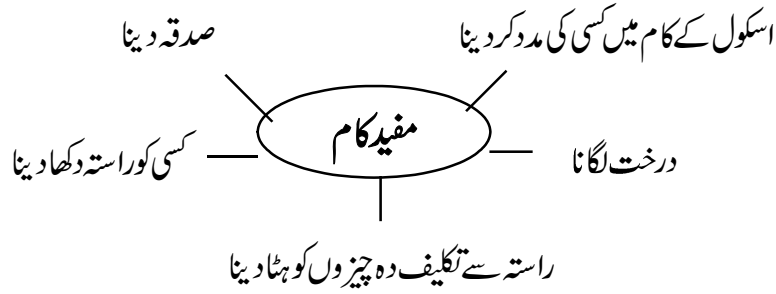 اسکول کے کام میں کسی کی مدد کر دینا
صدقہ دینا
مفید کام
درخت لگانا
کسی کو راستہ دکھا دینا
راستہ سے تکلیف دہ چیزوں کو ہٹا دینا